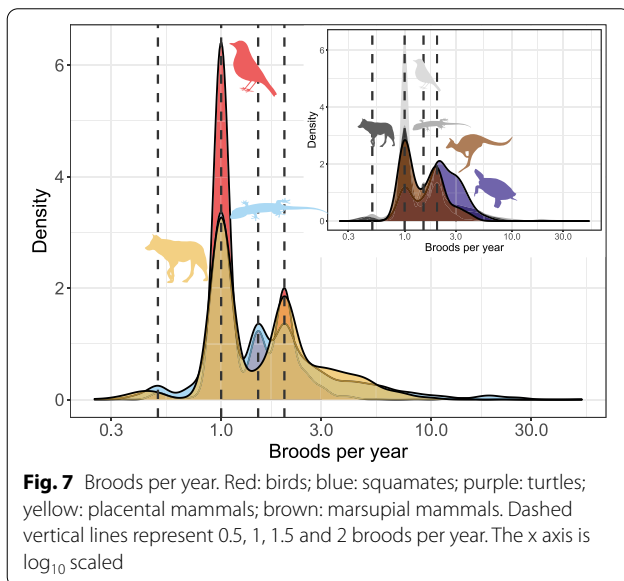 6
4
2
0
Density
0.3 1.0 3.0 10.0 30.0
Broods per year
6
4
2
0
Density
0.3 1.0 3.0 10.0 30.0
Broods per year
Fig. 7 Broods per year. Red: birds; blue: squamates; purple: turtles;
yellow: placental mammals; brown: marsupial mammals. Dashed
vertical lines represent 0.5, 1, 1.5 and 2 broods per year. The x axis is
log10 scaled